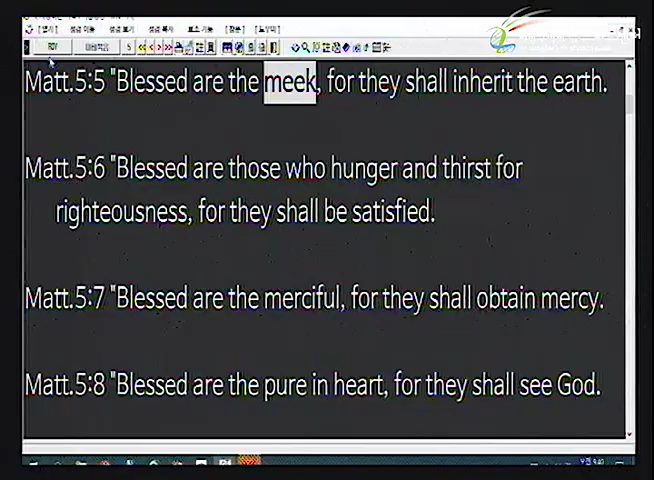 RSV
Matt.5:5 "Blessed are the meek, for they shall inherit the earth.
Matt.5:6 "Blessed are those who hunger and thirst for
righteousness, for they shall be satisfied.
Matt.5:7 "Blessed are the merciful, for they shall obtain mercy.
Matt.5:8 "Blessed are the pure in heart, for they shall see God.